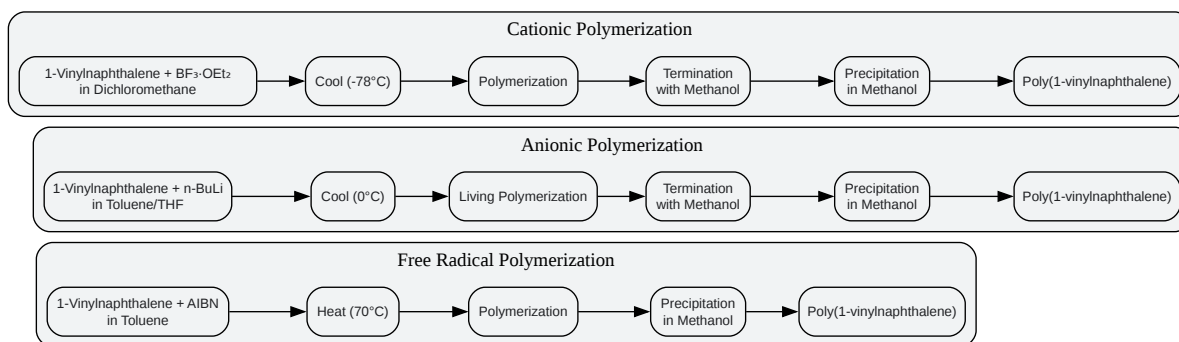 Cationic Polymerization
1-Vinylnaphthalene + BF₃·OEt₂
in Dichloromethane
Cool (-78°C)
Polymerization
Termination
with Methanol
Precipitation
in Methanol
Poly(1-vinylnaphthalene)
Anionic Polymerization
1-Vinylnaphthalene + n-BuLi
in Toluene/THF
Cool (0°C)
Living Polymerization
Termination
with Methanol
Precipitation
in Methanol
Poly(1-vinylnaphthalene)
Free Radical Polymerization
1-Vinylnaphthalene + AIBN
in Toluene
Heat (70°C)
Polymerization
Precipitation
in Methanol
Poly(1-vinylnaphthalene)